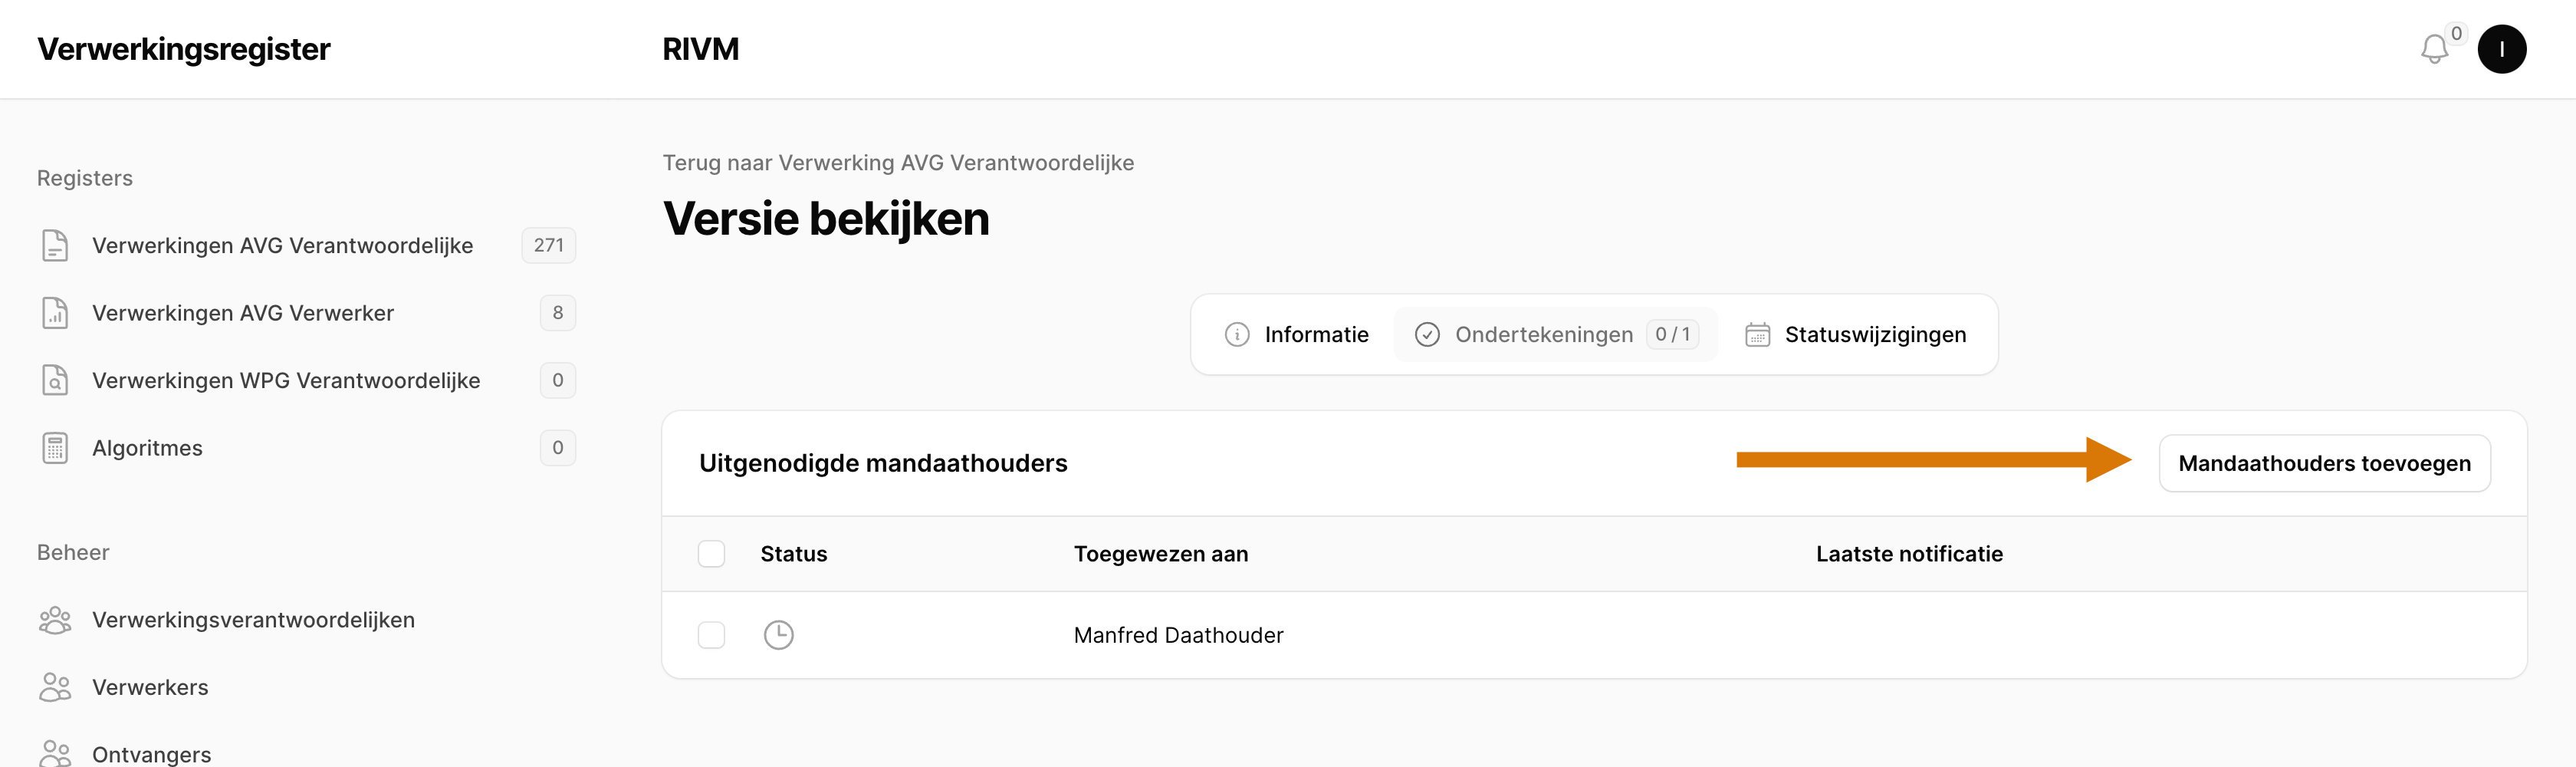 Verwerkingsregister
RIVM
0
I
Registers
Verwerkingen AVG Verantwoordelijke 271
Verwerkingen AVG Verwerker 8
Verwerkingen WPG Verantwoordelijke 0
Algoritmes 0
Beheer
Verwerkingsverantwoordelijken
Verwerkers
Ontvangers
Terug naar Verwerking AVG Verantwoordelijke
Versie bekijken
Informatie Ondertekeningen 0 / 1 Statuswijzigingen
Uitgenodigde mandaathouders Mandaathouders toevoegen
Status Toegewezen aan Laatste notificatie
Manfred Daathouder